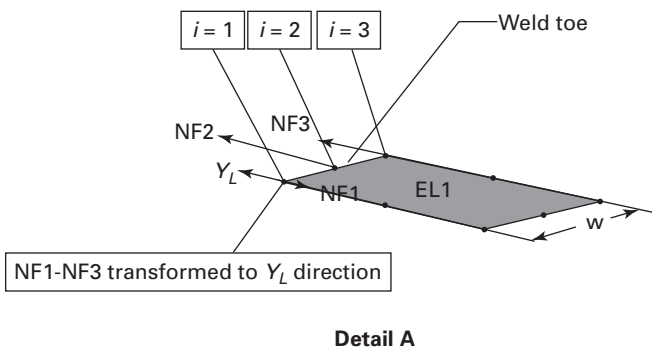 i = 1
i = 2
i = 3
Weld toe
NF2
NF3
Y_L
NF1
EL1
w
NF1-NF3 transformed to Y_L direction
Detail A